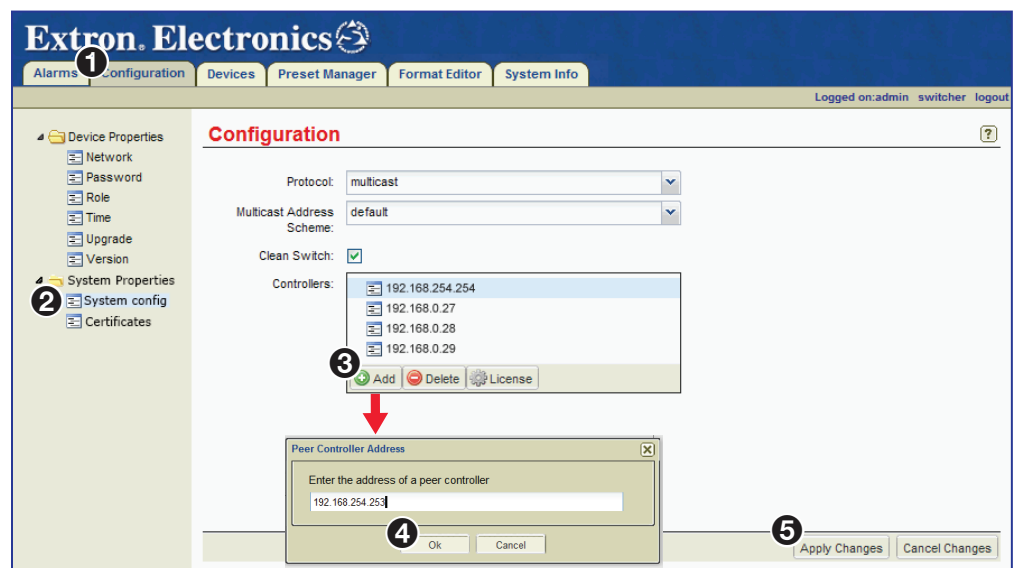 Extron. Electronics
1
Alarms Configuration Devices Preset Manager Format Editor System Info
Logged on:admin switcher logout
Device Properties
Network
Password
Role
Time
Upgrade
Version
System Properties
2
System config
Certificates
Configuration
?
Protocol: multicast
Multicast Address Scheme: default
Clean Switch:
Controllers:
192.168.254.254
192.168.0.27
192.168.0.28
192.168.0.29
3
Add Delete License
Peer Controller Address
Enter the address of a peer controller
192.168.254.253
4
Ok Cancel
5
Apply Changes Cancel Changes